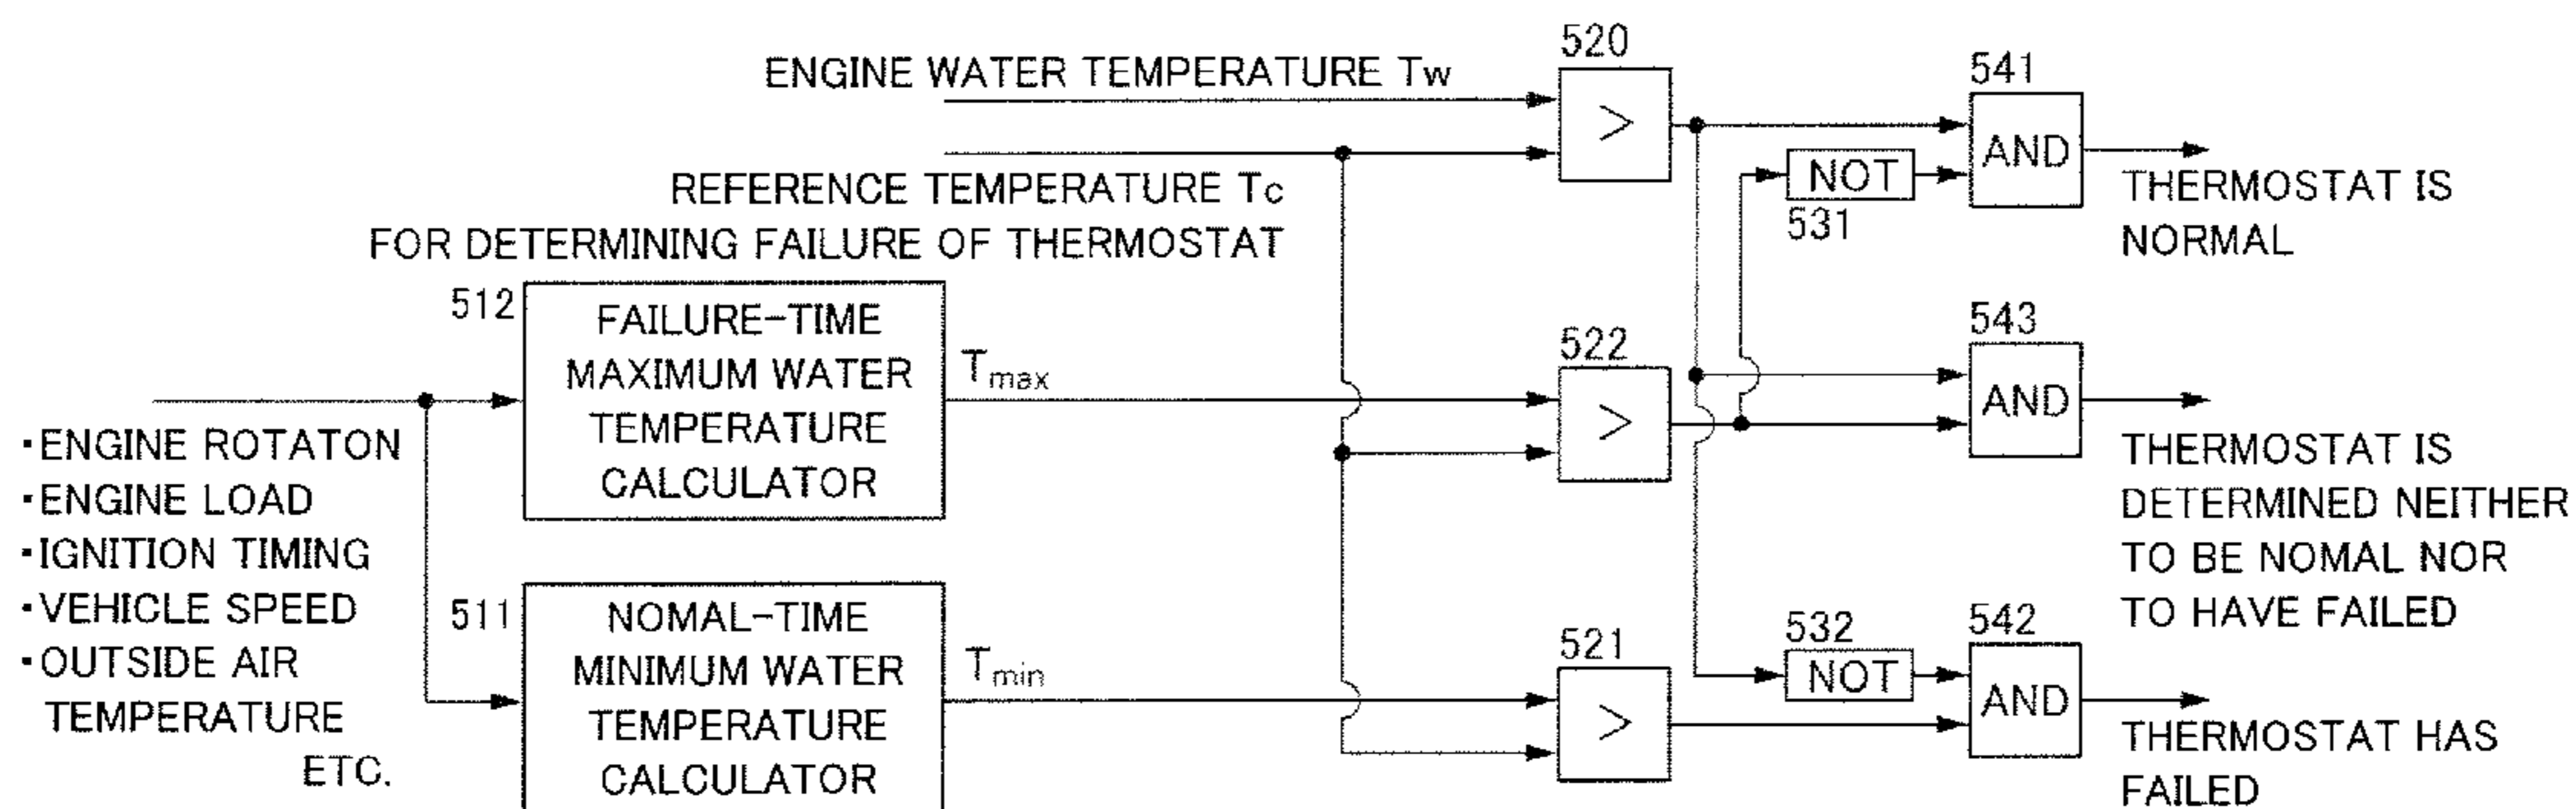 520
ENGINE WATER TEMPERATURE Tw
>
541
AND
REFERENCE TEMPERATURE Tc
FOR DETERMINING FAILURE OF THERMOSTAT
NOT
531
THERMOSTAT IS
NORMAL
512
FAILURE-TIME
MAXIMUM WATER
TEMPERATURE
CALCULATOR
Tmax
522
>
543
AND
THERMOSTAT IS
DETERMINED NEITHER
TO BE NOMAL NOR
TO HAVE FAILED
・ENGINE ROTATON
・ENGINE LOAD
・IGNITION TIMING
・VEHICLE SPEED
・OUTSIDE AIR
TEMPERATURE
ETC.
511
NOMAL-TIME
MINIMUM WATER
TEMPERATURE
CALCULATOR
Tmin
521
>
532
NOT
542
AND
THERMOSTAT HAS
FAILED